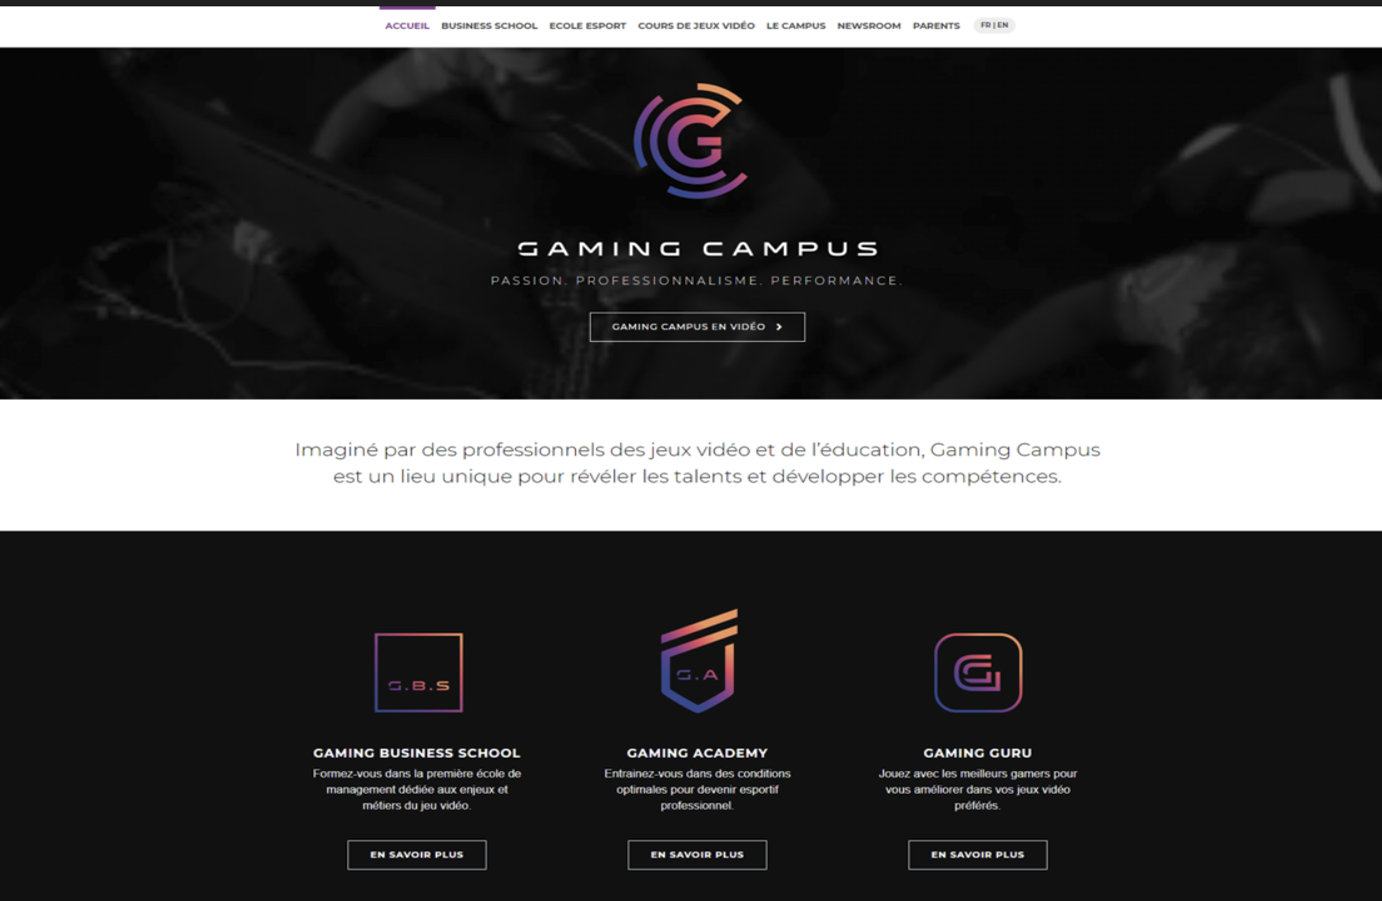 ACCUEIL BUSINESS SCHOOL ECOLE ESPORT COURS DE JEUX VIDÉO LE CAMPUS NEWSROOM PARENTS FR | EN
G
GAMING CAMPUS
PASSION. PROFESSIONNALISME. PERFORMANCE.
GAMING CAMPUS EN VIDÉO
Imaginé par des professionnels des jeux vidéo et de l'éducation, Gaming Campus
est un lieu unique pour révéler les talents et développer les compétences.
G.B.S
G.A
G
GAMING BUSINESS SCHOOL
Formez-vous dans la première école de
management dédiée aux enjeux et
métiers du jeu vidéo.
EN SAVOIR PLUS
GAMING ACADEMY
Entrainez-vous dans des conditions
optimales pour devenir esportif
professionnel.
EN SAVOIR PLUS
GAMING GURU
Jouez avec les meilleurs gamers pour
vous améliorer dans vos jeux vidéo
préférés.
EN SAVOIR PLUS